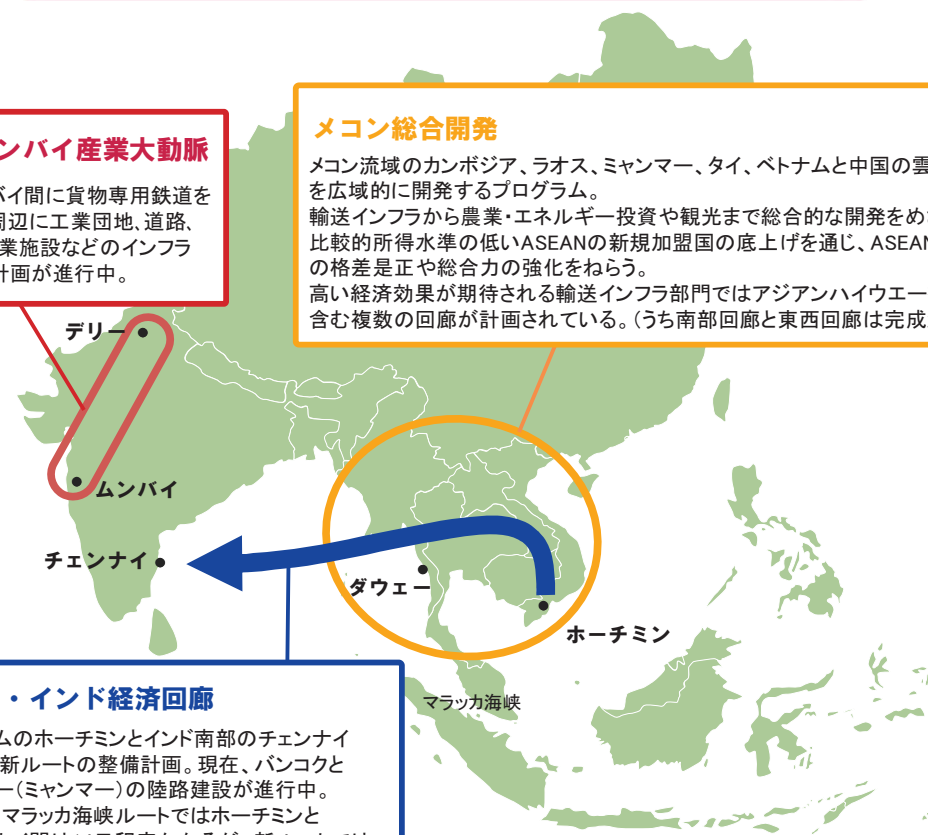 ンバイ産業大動脈
バイ間に貨物専用鉄道を
周辺に工業団地、道路、
業施設などのインフラ
計画が進行中。
メコン総合開発
メコン流域のカンボジア、ラオス、ミャンマー、タイ、ベトナムと中国の雲
を広域的に開発するプログラム。
輸送インフラから農業・エネルギー投資や観光まで総合的な開発をめ
比較的所得水準の低いASEANの新規加盟国の底上げを通じ、ASEAN
の格差是正や総合力の強化をねらう。
高い経済効果が期待される輸送インフラ部門ではアジアンハイウエー
含む複数の回廊が計画されている。（うち南部回廊と東西回廊は完成
デリー
ムンバイ
チェンナイ
ダウェー
ホーチミン
マラッカ海峡
・インド経済回廊
ムのホーチミンとインド南部のチェンナイ
新ルートの整備計画。現在、バンコクと
ー（ミャンマー）の陸路建設が進行中。
マラッカ海峡ルートではホーチミンと